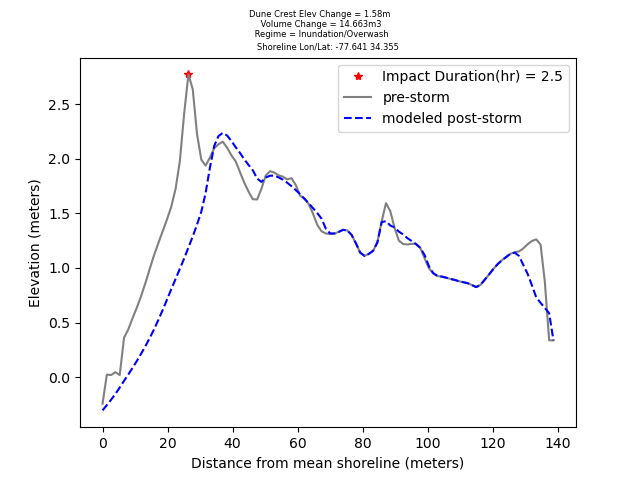 Dune Crest Elev Change = 1.58m
Volume Change = 14.663m3
Regime = Inundation/Overwash
Shoreline Lon/Lat: -77.641 34.355
Impact Duration(hr) = 2.5
pre-storm
modeled post-storm
Elevation (meters)
2.5
2.0
1.5
1.0
0.5
0.0
0 20 40 60 80 100 120 140
Distance from mean shoreline (meters)